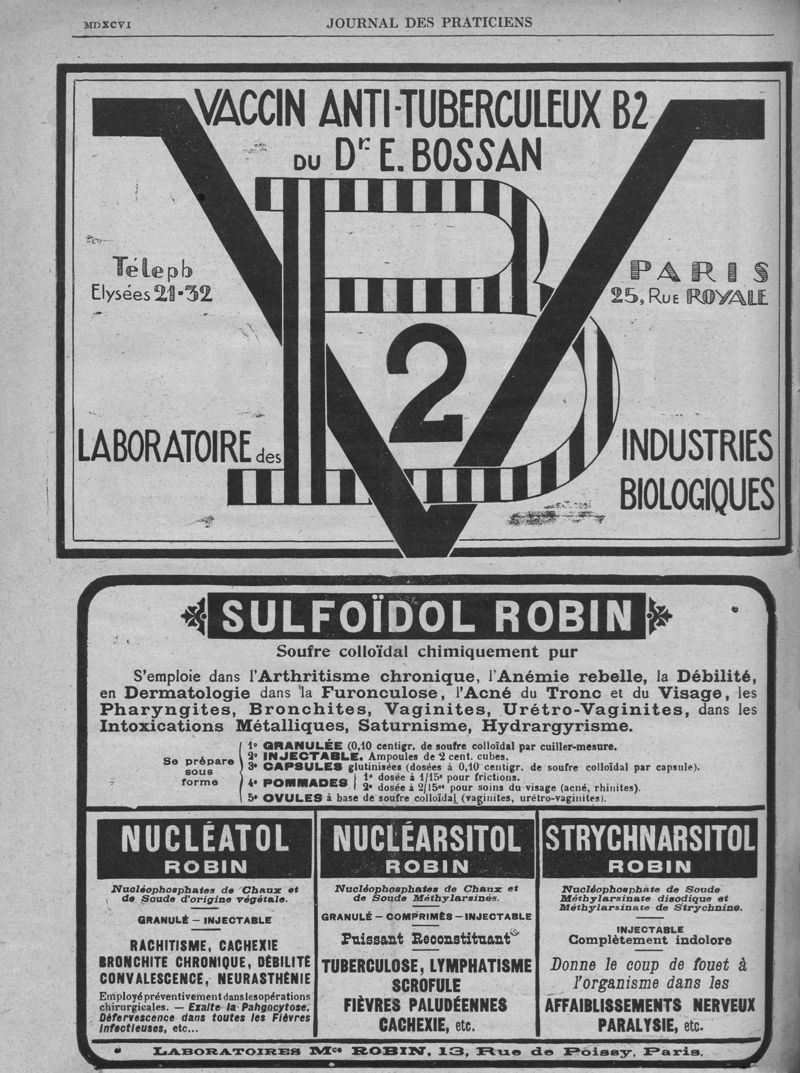 MDXCVI
JOURNAL DES PRATICIENS
VACCIN ANTI-TUBERCULEUX B2
DU Dr. E. BOSSAN
Téleph
Elysées 21-32
PARIS
25, RUE ROYALE
B
2
V
LABORATOIRE des
INDUSTRIES
BIOLOGIQUES
SULFOÏDOL ROBIN
Soufre colloïdal chimiquement pur
S'emploie dans l'Arthritisme chronique, l'Anémie rebelle, la Débilité,
en Dermatologie dans la Furonculose, l'Acné du Tronc et du Visage, les
Pharyngites, Bronchites, Vaginites, Urétro-Vaginites, dans les
Intoxications Métalliques, Saturnisme, Hydrargyrisme.
Se prépare
sous
forme
1º GRANULÉE (0,10 centigr. de soufre colloïdal par cuiller-mesure.
2º INJECTABLE. Ampoules de 2 cent. cubes.
3º CAPSULES glutinisées (dosées à 0,10 centigr. de soufre colloïdal par capsule).
4º POMMADES
1º dosée à 1/15e pour frictions.
2º dosée à 2/15es pour soins du visage (acné, rhinites).
5º OVULES à base de soufre colloïdal (vaginites, urétro-vaginites).
NUCLÉATOL
ROBIN
Nucléophosphates de Chaux et
de Soude d'origine végétale.
GRANULÉ — INJECTABLE
RACHITISME, CACHEXIE
BRONCHITE CHRONIQUE, DÉBILITÉ
CONVALESCENCE, NEURASTHÉNIE
Employé préventivement dans les opérations
chirurgicales. — Exalte la Pahgocytose,
Défervescence dans toutes les Fièvres
Infectieuses, etc...
NUCLÉARSITOL
ROBIN
Nucléophosphates de Chaux et
de Soude Méthylarsinés.
GRANULÉ — COMPRIMÉS — INJECTABLE
Puissant Reconstituant
TUBERCULOSE, LYMPHATISME
SCROFULE
FIÈVRES PALUDÉENNES
CACHEXIE, etc.
STRYCHNARSITOL
ROBIN
Nucléophosphate de Soude
Méthylarsinate disodique et
Méthylarsinate de Strychnine.
INJECTABLE
Complètement indolore
Donne le coup de fouet à
l'organisme dans les
AFFAIBLISSEMENTS NERVEUX
PARALYSIE, etc.
LABORATOIRES Mce ROBIN, 13, Rue de Poissy, Paris.